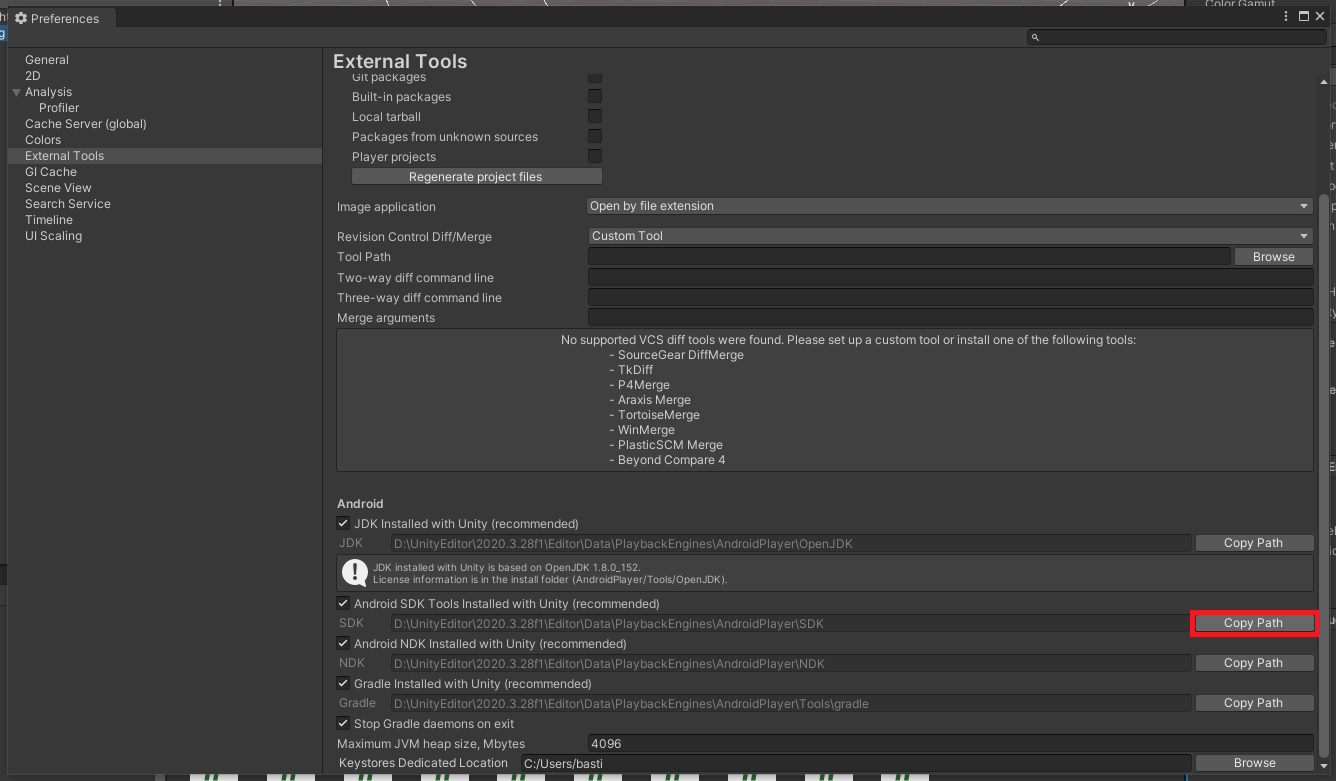 Color Gamut
Preferences
General
2D
Analysis
Profiler
Cache Server (global)
Colors
External Tools
GI Cache
Scene View
Search Service
Timeline
UI Scaling
External Tools
Git packages
Built-in packages
Local tarball
Packages from unknown sources
Player projects
Regenerate project files
Image application Open by file extension
Revision Control Diff/Merge Custom Tool
Tool Path Browse
Two-way diff command line
Three-way diff command line
Merge arguments
No supported VCS diff tools were found. Please set up a custom tool or install one of the following tools:
- SourceGear DiffMerge
- TkDiff
- P4Merge
- Araxis Merge
- TortoiseMerge
- WinMerge
- PlasticSCM Merge
- Beyond Compare 4
Android
JDK Installed with Unity (recommended)
JDK D:\UnityEditor\2020.3.28f1\Editor\Data\PlaybackEngines\AndroidPlayer\OpenJDK Copy Path
JDK installed with Unity is based on OpenJDK 1.8.0_152.
License information is in the install folder (AndroidPlayer/Tools/OpenJDK).
Android SDK Tools Installed with Unity (recommended)
SDK D:\UnityEditor\2020.3.28f1\Editor\Data\PlaybackEngines\AndroidPlayer\SDK Copy Path
Android NDK Installed with Unity (recommended)
NDK D:\UnityEditor\2020.3.28f1\Editor\Data\PlaybackEngines\AndroidPlayer\NDK Copy Path
Gradle Installed with Unity (recommended)
Gradle D:\UnityEditor\2020.3.28f1\Editor\Data\PlaybackEngines\AndroidPlayer\Tools\gradle Copy Path
Stop Gradle daemons on exit
Maximum JVM heap size, Mbytes 4096
Keystores Dedicated Location C:/Users/basti Browse